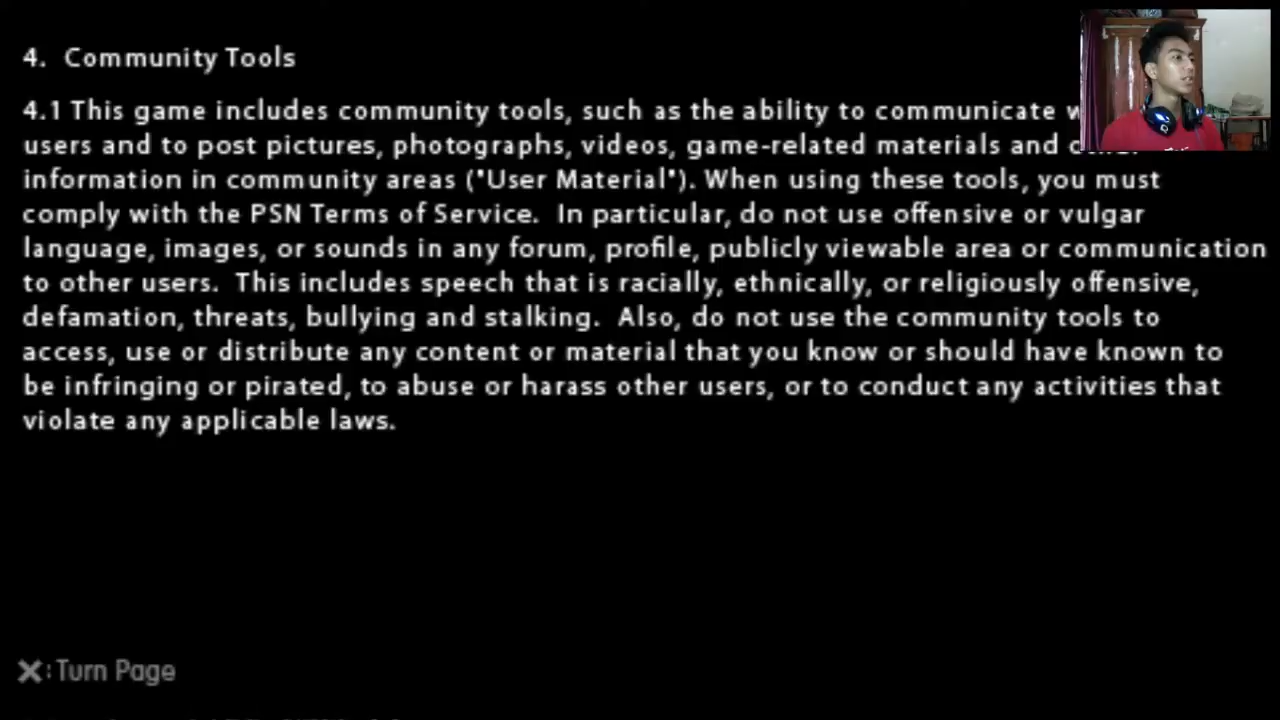 4. Community Tools
4.1 This game includes community tools, such as the ability to communicate
users and to post pictures, photographs, videos, game-related materials and
information in community areas ("User Material"). When using these tools, you must
comply with the PSN Terms of Service. In particular, do not use offensive or vulgar
language, images, or sounds in any forum, profile, publicly viewable area or communication
to other users. This includes speech that is racially, ethnically, or religiously offensive,
defamation, threats, bullying and stalking. Also, do not use the community tools to
access, use or distribute any content or material that you know or should have known to
be infringing or pirated, to abuse or harass other users, or to conduct any activities that
violate any applicable laws.
X: Turn Page